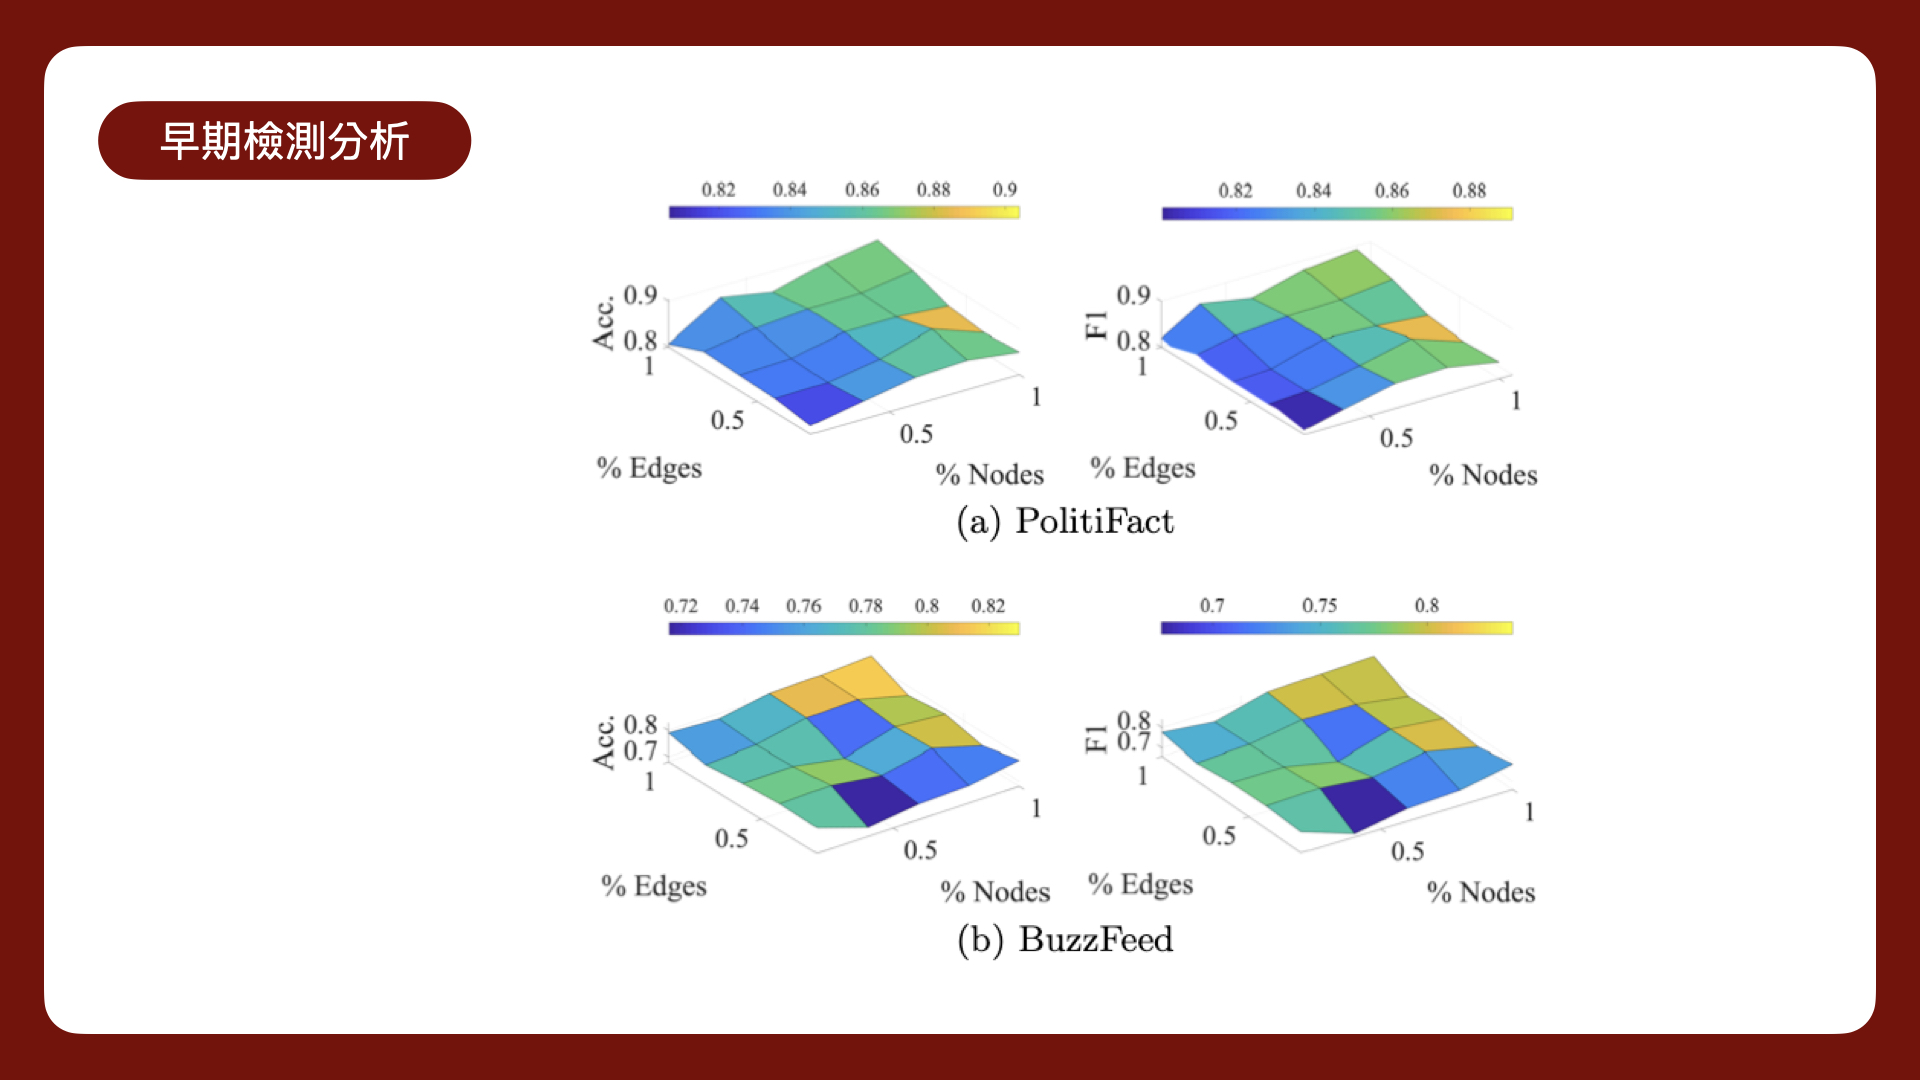 早期檢測分析
0.82 0.84 0.86 0.88 0.9
Acc.
0.9
0.8
1
0.5
% Edges
0.5
1
% Nodes
0.82 0.84 0.86 0.88
F1
0.9
0.8
1
0.5
% Edges
0.5
1
% Nodes
(a) PolitiFact
0.72 0.74 0.76 0.78 0.8 0.82
Acc.
0.8
0.7
1
0.5
% Edges
0.5
1
% Nodes
0.7 0.75 0.8
F1
0.8
0.7
1
0.5
% Edges
0.5
1
% Nodes
(b) BuzzFeed